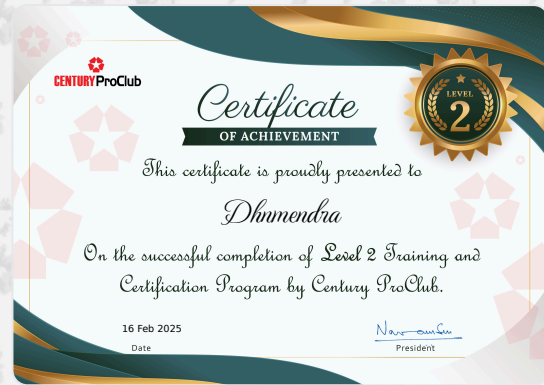 CENTURY ProClub
Certificate
OF ACHIEVEMENT
LEVEL
2
This certificate is proudly presented to
Dhnmendra
On the successful completion of Level 2 Training and
Certification Program by Century ProClub.
16 Feb 2025
Date
President